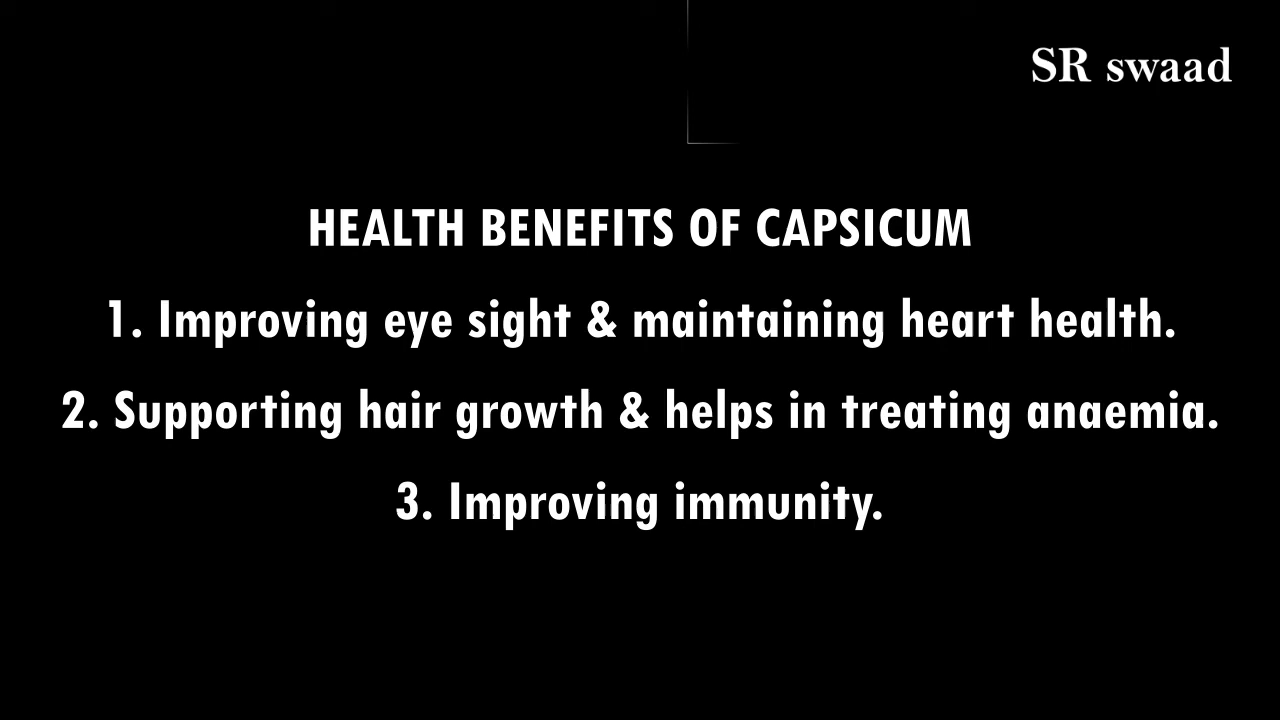 SR swaad
HEALTH BENEFITS OF CAPSICUM
1. Improving eye sight & maintaining heart health.
2. Supporting hair growth & helps in treating anaemia.
3. Improving immunity.